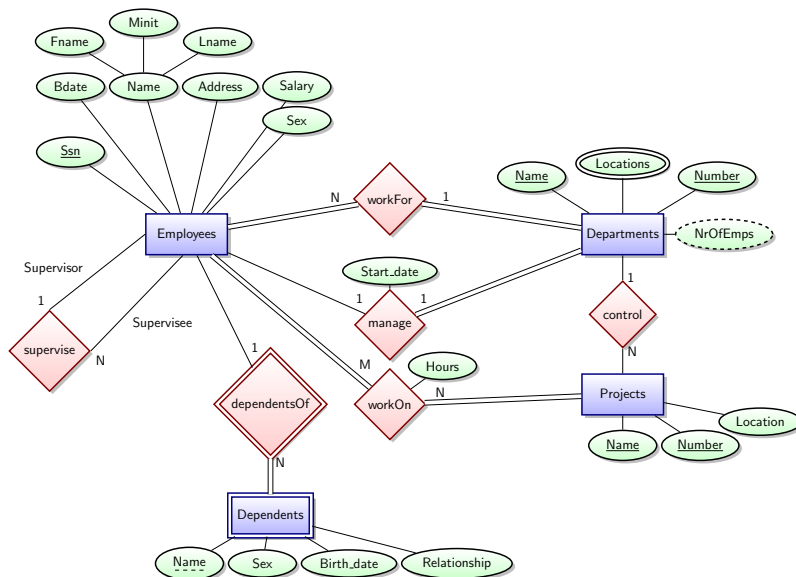 Minit
Fname
Lname
Bdate
Name
Address
Salary
Sex
Ssn
Locations
Name
Number
N
workFor
1
Employees
Departments
NrOfEmps
Supervisor
Start_date
1
1
1
1
manage
control
Supervisee
supervise
N
1
M
Hours
N
N
Projects
dependentsOf
workOn
Location
Name
Number
N
Dependents
Name
Sex
Birth_date
Relationship